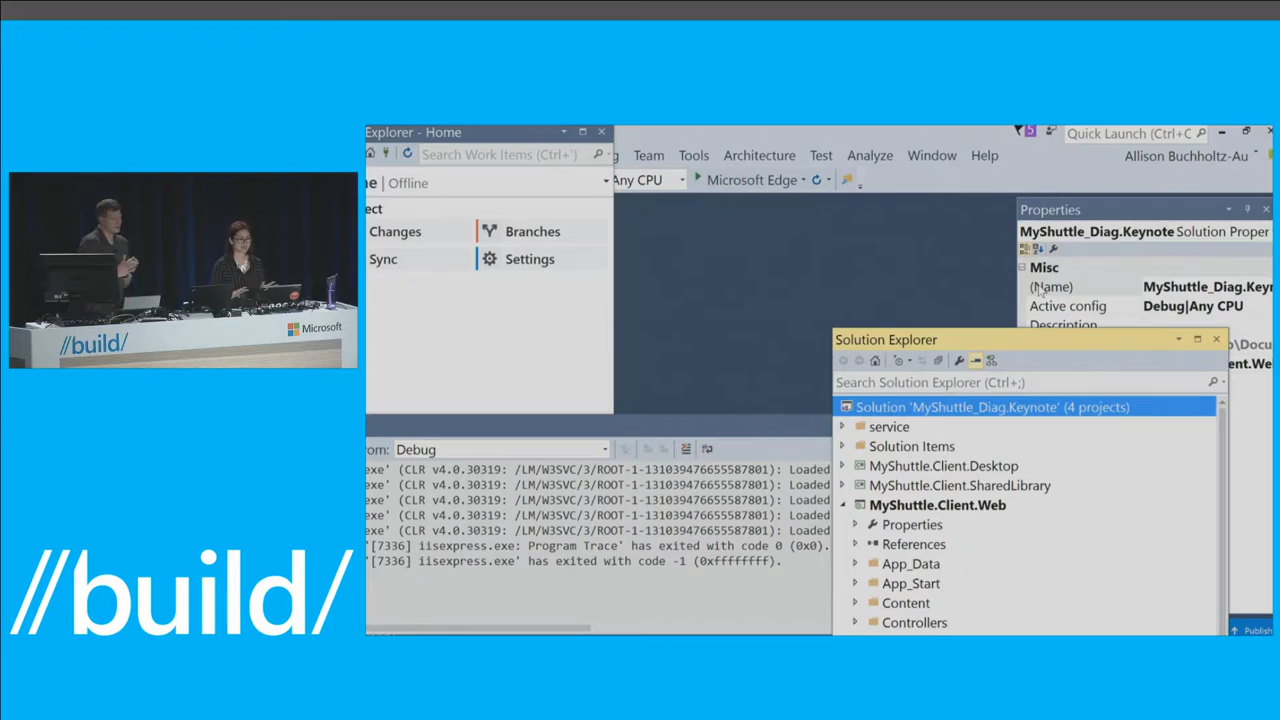 //build/
Microsoft
//build/
Explorer - Home
Search Work Items (Ctrl+')
Offline
Changes
Branches
Sync
Settings
Team Tools Architecture Test Analyze Window Help
Quick Launch (Ctrl+C
Allison Buchholtz-Au
Any CPU
Microsoft Edge
Properties
MyShuttle_Diag.Keynote Solution Proper
Misc
(Name) MyShuttle_Diag.Keyn
Active config Debug|Any CPU
Description
Solution Explorer
Search Solution Explorer (Ctrl+;)
Solution 'MyShuttle_Diag.Keynote' (4 projects)
service
Solution Items
MyShuttle.Client.Desktop
MyShuttle.Client.SharedLibrary
MyShuttle.Client.Web
Properties
References
App_Data
App_Start
Content
Controllers
Debug
exe' (CLR v4.0.30319: /LM/W3SVC/3/ROOT-1-131039476655587801): Loaded
exe' (CLR v4.0.30319: /LM/W3SVC/3/ROOT-1-131039476655587801): Loaded
exe' (CLR v4.0.30319: /LM/W3SVC/3/ROOT-1-131039476655587801): Loaded
exe' (CLR v4.0.30319: /LM/W3SVC/3/ROOT-1-131039476655587801): Loaded
exe' (CLR v4.0.30319: /LM/W3SVC/3/ROOT-1-131039476655587801): Loaded
'[7336] iisexpress.exe: Program Trace' has exited with code 0 (0x0).
'[7336] iisexpress.exe' has exited with code -1 (0xffffffff).
Publish